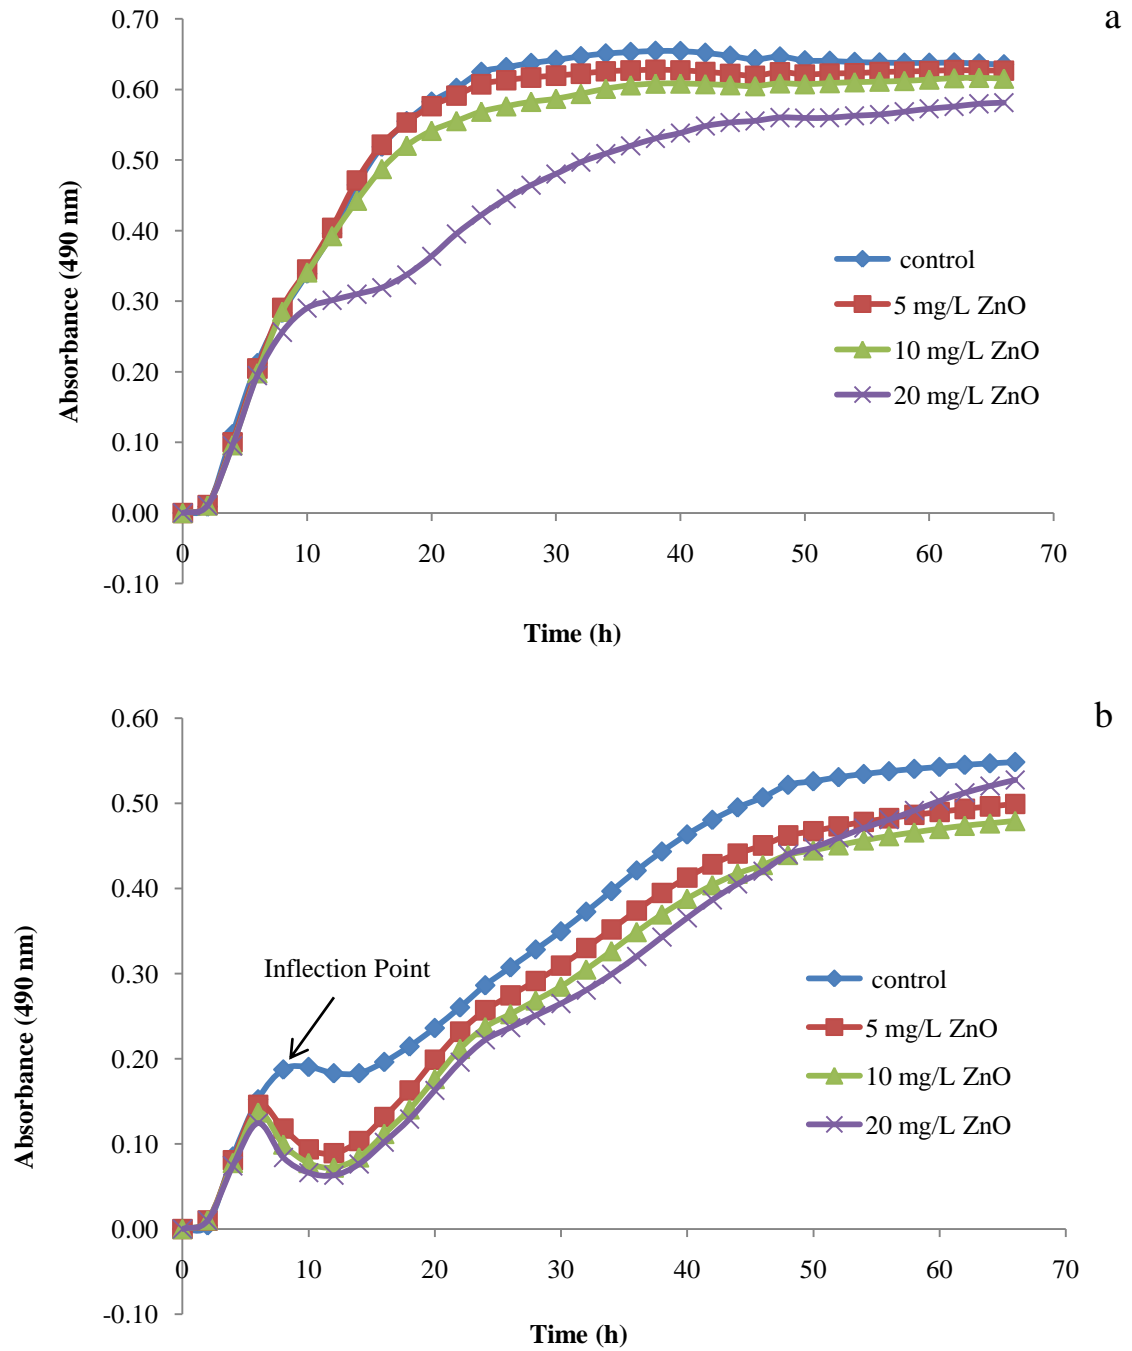 a
0.70
0.60
0.50
0.40
0.30
0.20
0.10
0.00
-0.10
0 10 20 30 40 50 60 70
Absorbance (490 nm)
Time (h)
control
5 mg/L ZnO
10 mg/L ZnO
20 mg/L ZnO
b
0.60
0.50
0.40
0.30
0.20
0.10
0.00
-0.10
0 10 20 30 40 50 60 70
Absorbance (490 nm)
Time (h)
Inflection Point
control
5 mg/L ZnO
10 mg/L ZnO
20 mg/L ZnO